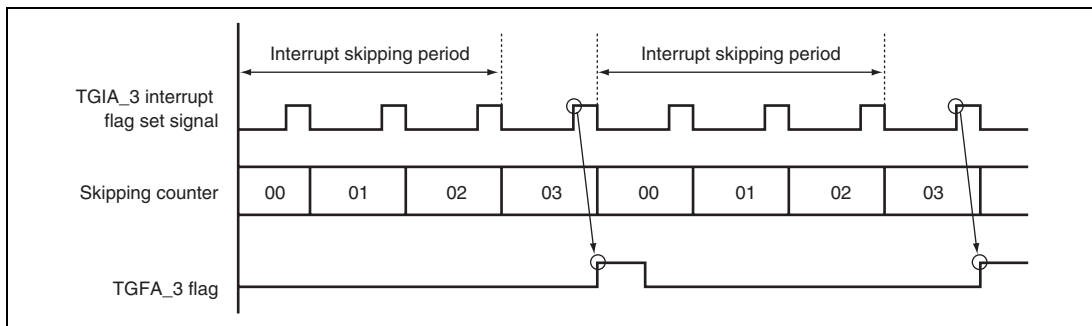 Interrupt skipping period Interrupt skipping period
TGIA_3 interrupt
flag set signal
Skipping counter 00 01 02 03 00 01 02 03
TGFA_3 flag